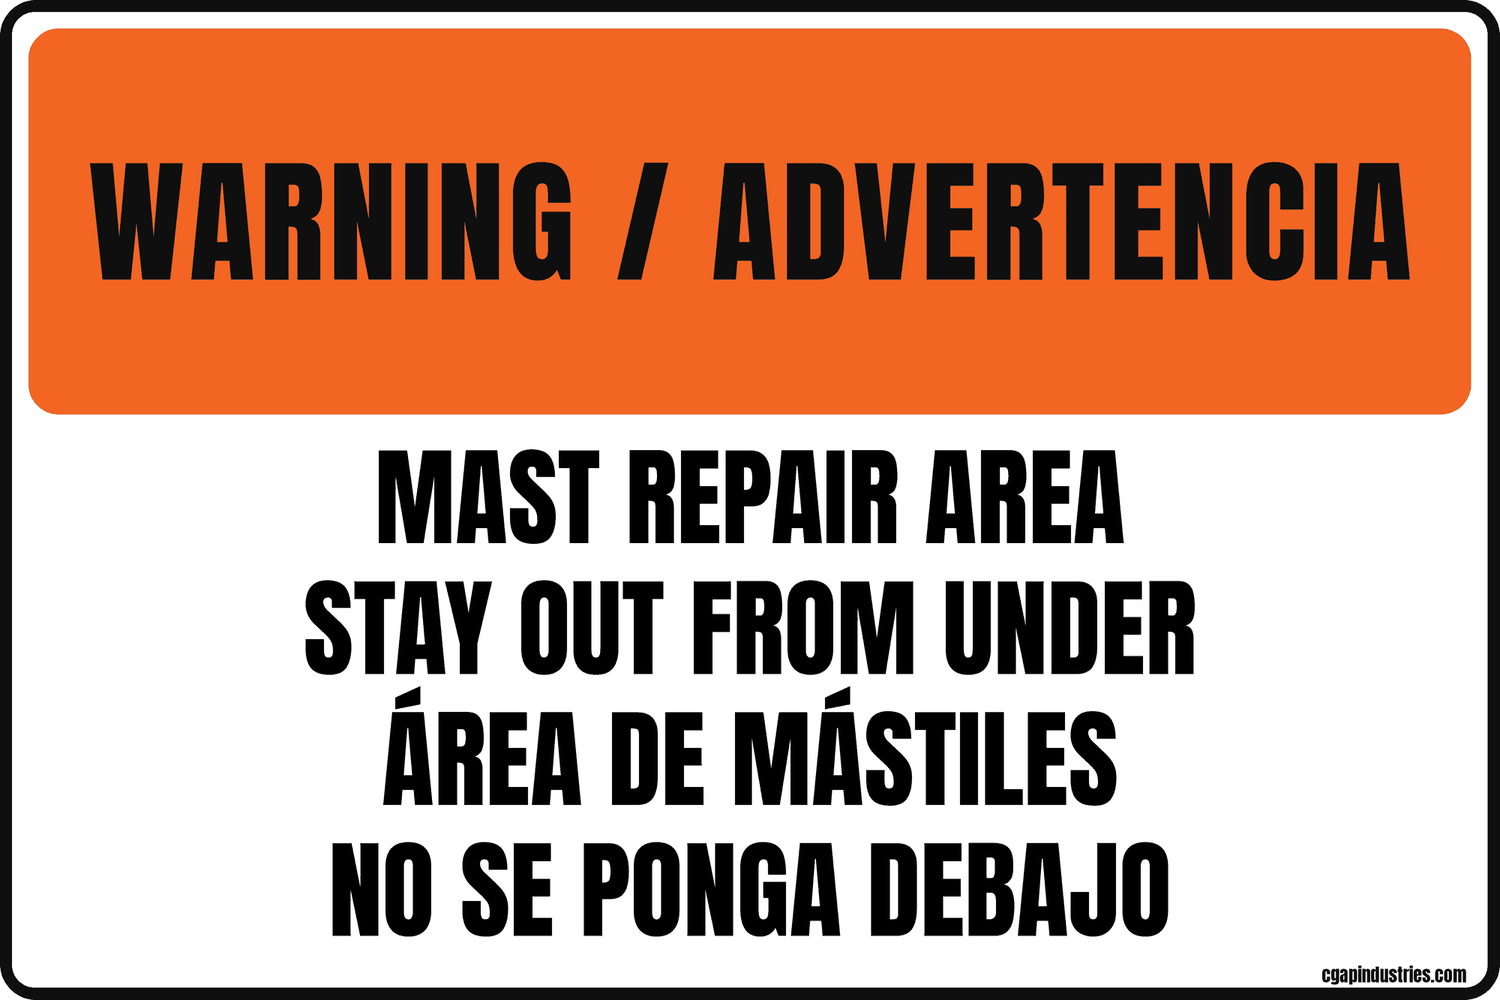 WARNING / ADVERTENCIA
MAST REPAIR AREA
STAY OUT FROM UNDER
ÁREA DE MÁSTILES
NO SE PONGA DEBAJO
cgapindustries.com